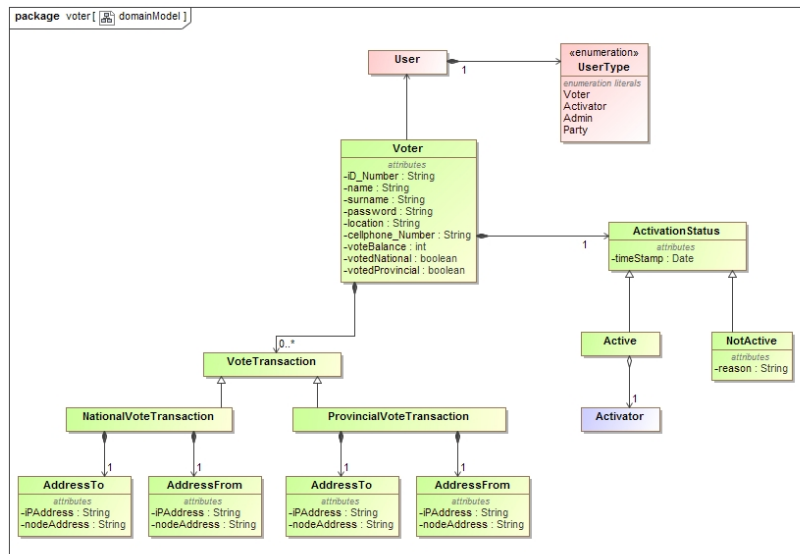 package voter [ domainModel ]
User
1
«enumeration»
UserType
enumeration literals
Voter
Activator
Admin
Party
Voter
attributes
-iD_Number : String
-name : String
-surname : String
-password : String
-location : String
-cellphone_Number : String
-voteBalance : int
-votedNational : boolean
-votedProvincial : boolean
1
ActivationStatus
attributes
-timeStamp : Date
0..*
VoteTransaction
Active
NotActive
attributes
-reason : String
1
Activator
NationalVoteTransaction
ProvincialVoteTransaction
1
1
1
1
AddressTo
attributes
-iPAddress : String
-nodeAddress : String
AddressFrom
attributes
-iPAddress : String
-nodeAddress : String
AddressTo
attributes
-iPAddress : String
-nodeAddress : String
AddressFrom
attributes
-iPAddress : String
-nodeAddress : String